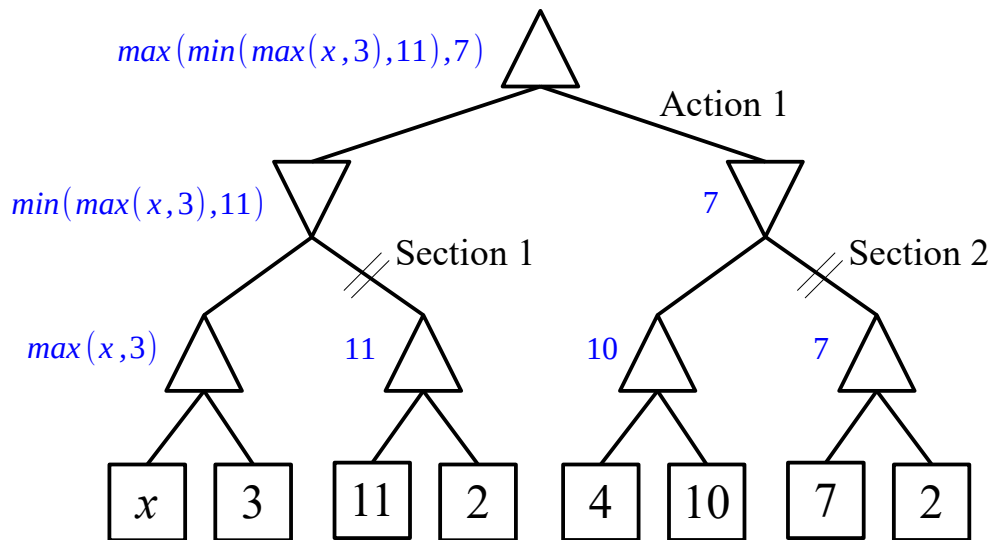 max(min(max(x,3),11),7)
Action 1
min(max(x,3),11)
7
Section 1
Section 2
max(x,3)
11
10
7
x
3
11
2
4
10
7
2